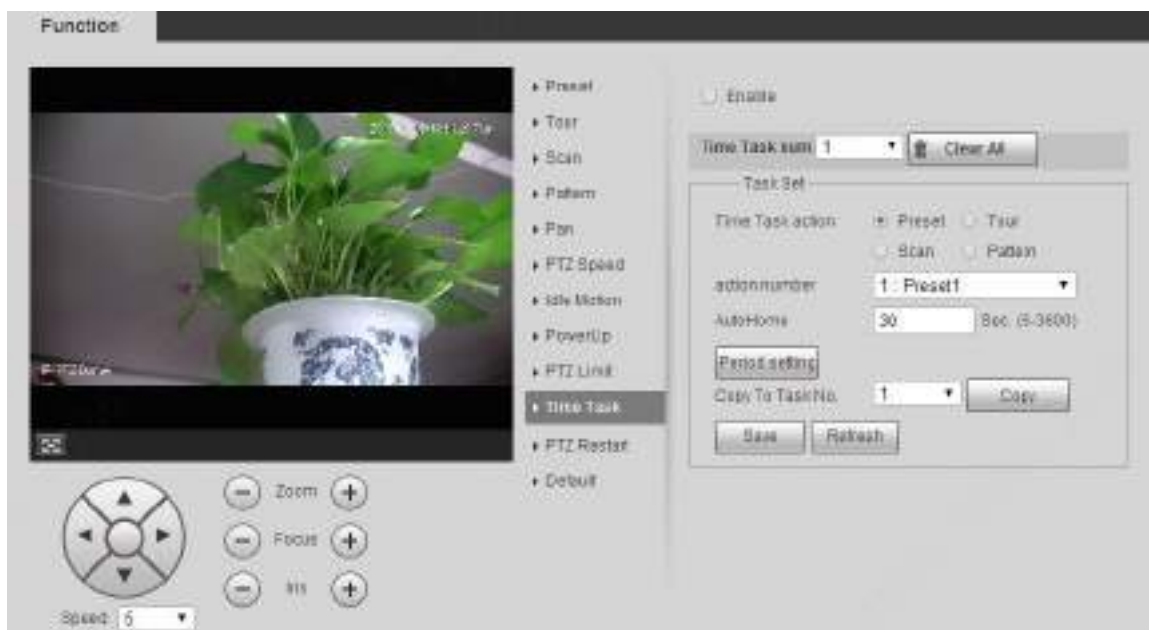 Function
Preset
Tour
Scan
Pattern
Pan
PTZ Speed
Idle Motion
PowerUp
PTZ Limit
Time Task
PTZ Restart
Default
Enable
Time Task num 1 Clear All
Task Set
Time Task action Preset Tour
Scan Pattern
action number 1 : Preset1
AutoHome 30 Sec. (5-3600)
Period setting
Copy To Task No. 1 Copy
Save Refresh
Zoom
Focus
Iris
Speed: 5